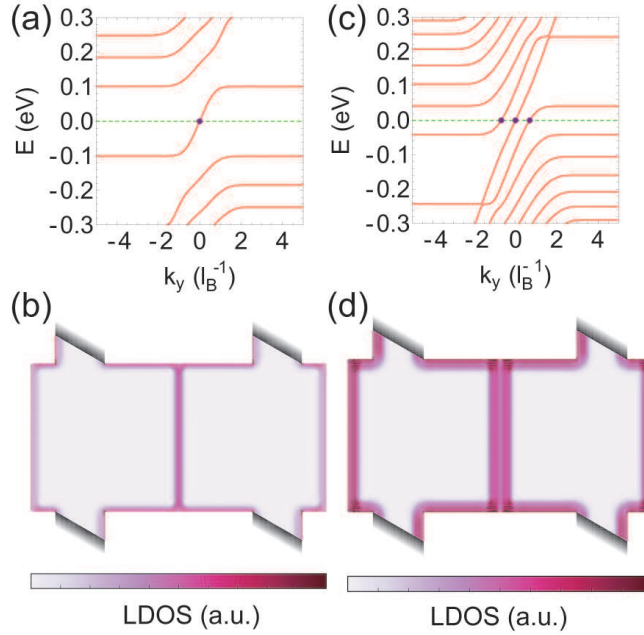 (a)
(c)
0.3
0.2
0.1
0.0
-0.1
-0.2
-0.3
E (eV)
-4 -2 0 2 4
k_y (l_B^-1)
0.3
0.2
0.1
0.0
-0.1
-0.2
-0.3
E (eV)
-4 -2 0 2 4
k_y (l_B^-1)
(b)
(d)
LDOS (a.u.)
LDOS (a.u.)